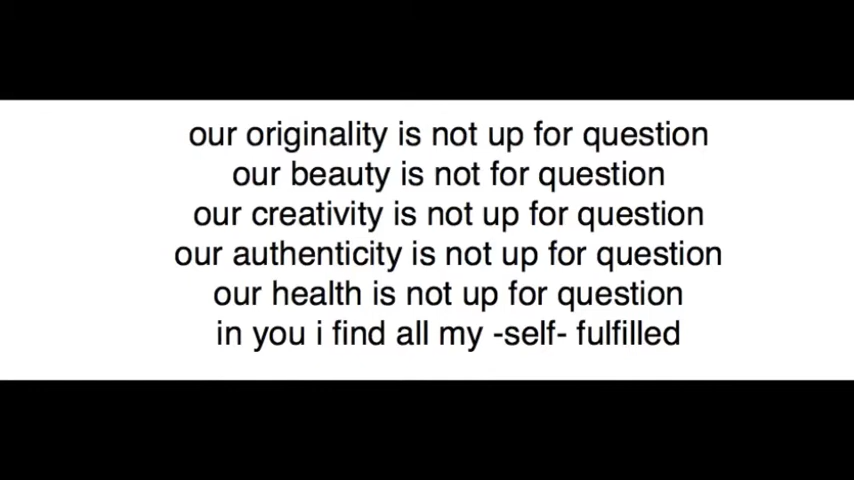 our originality is not up for question
our beauty is not for question
our creativity is not up for question
our authenticity is not up for question
our health is not up for question
in you i find all my -self- fulfilled